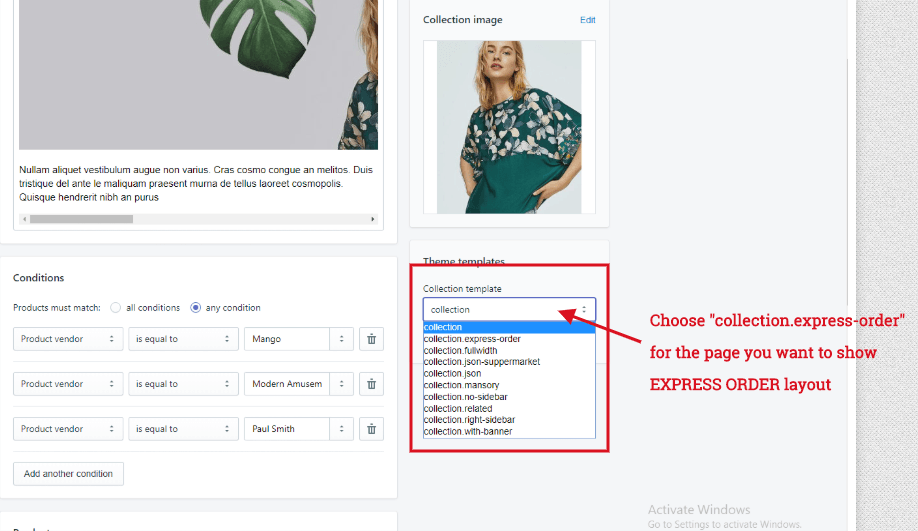 Collection image
Edit
Nullam aliquet vestibulum augue non varius. Cras cosmo congue an melitos. Duis
tristique del ante le maliquam praesent murna de tellus laoreet cosmopolis.
Quisque hendrerit nibh an purus
Theme templates
Collection template
collection
collection
collection.express-order
collection.fullwidth
collection.json-suppermarket
collection.json
collection.mansory
collection.no-sidebar
collection.related
collection.right-sidebar
collection.with-banner
Choose "collection.express-order"
for the page you want to show
EXPRESS ORDER layout
Conditions
Products must match: all conditions any condition
Product vendor is equal to Mango
Product vendor is equal to Modern Amusem
Product vendor is equal to Paul Smith
Add another condition
Activate Windows
Go to Settings to activate Windows.